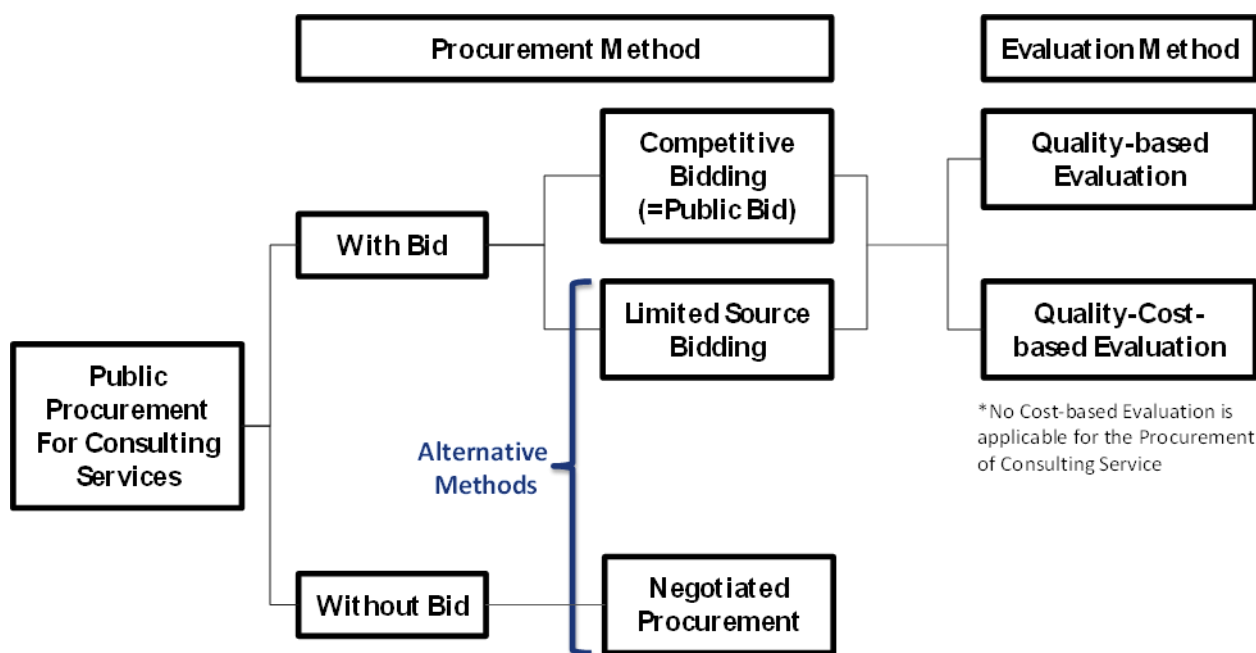 Procurement Method
Evaluation Method
Competitive
Bidding
(=Public Bid)
Quality-based
Evaluation
With Bid
Limited Source
Bidding
Quality-Cost-
based Evaluation
Public
Procurement
For Consulting
Services
*No Cost-based Evaluation is
applicable for the Procurement
of Consulting Service
Alternative
Methods
Without Bid
Negotiated
Procurement